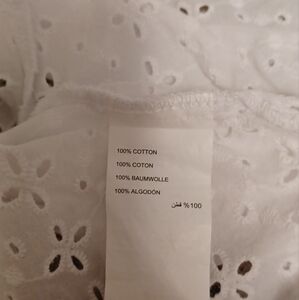 100% COTTON
100% COTON
100% BAUMWOLLE
100% ALGODÓN
%100 قطن